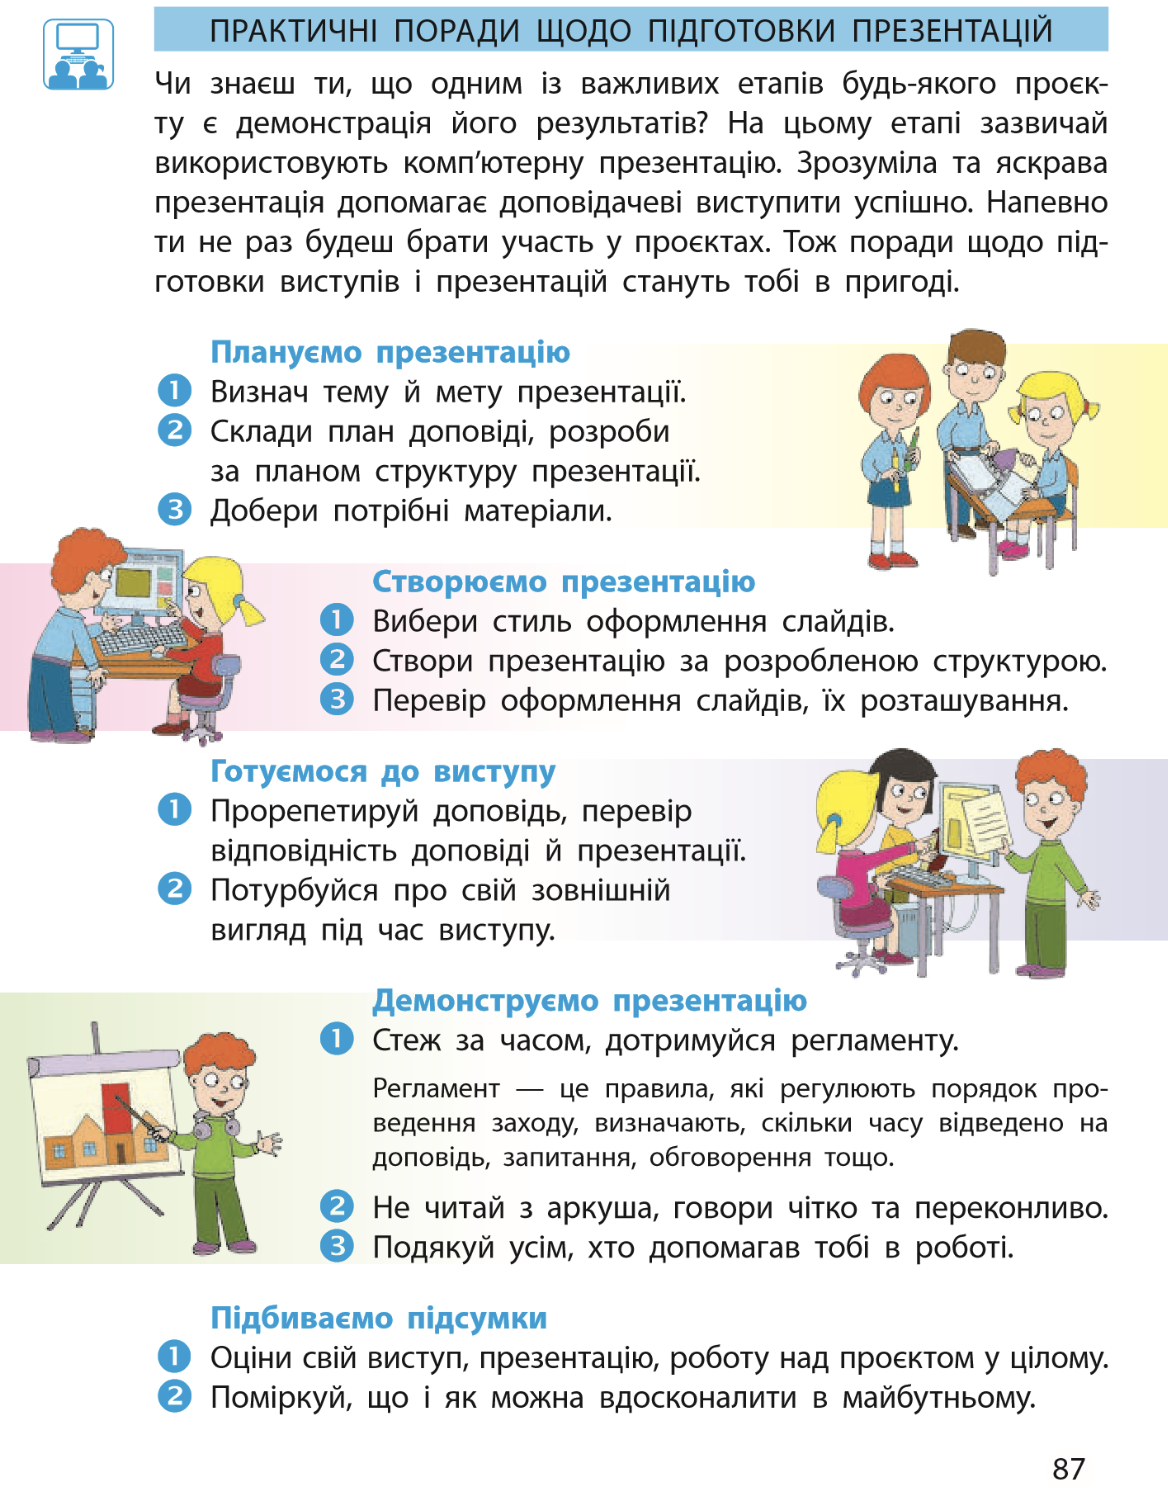 ПРАКТИЧНІ ПОРАДИ ЩОДО ПІДГОТОВКИ ПРЕЗЕНТАЦІЙ
Чи знаєш ти, що одним із важливих етапів будь-якого проєк-
ту є демонстрація його результатів? На цьому етапі зазвичай
використовують комп'ютерну презентацію. Зрозуміла та яскрава
презентація допомагає доповідачеві виступити успішно. Напевно
ти не раз будеш брати участь у проєктах. Тож поради щодо під-
готовки виступів і презентацій стануть тобі в пригоді.
Плануємо презентацію
1 Визнач тему й мету презентації.
2 Склади план доповіді, розроби
за планом структуру презентації.
3 Добери потрібні матеріали.
Створюємо презентацію
1 Вибери стиль оформлення слайдів.
2 Створи презентацію за розробленою структурою.
3 Перевір оформлення слайдів, їх розташування.
Готуємося до виступу
1 Прорепетируй доповідь, перевір
відповідність доповіді й презентації.
2 Потурбуйся про свій зовнішній
вигляд під час виступу.
Демонструємо презентацію
1 Стеж за часом, дотримуйся регламенту.
Регламент — це правила, які регулюють порядок про-
ведення заходу, визначають, скільки часу відведено на
доповідь, запитання, обговорення тощо.
2 Не читай з аркуша, говори чітко та переконливо.
3 Подякуй усім, хто допомагав тобі в роботі.
Підбиваємо підсумки
1 Оціни свій виступ, презентацію, роботу над проєктом у цілому.
2 Поміркуй, що і як можна вдосконалити в майбутньому.
87